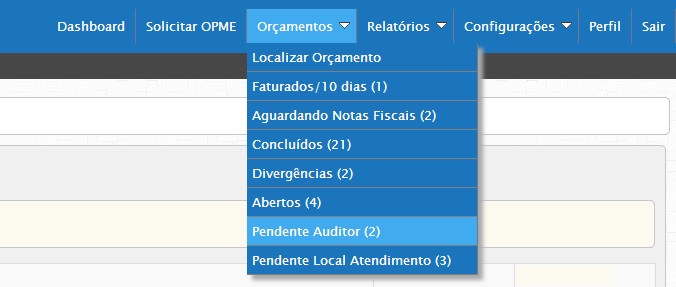 Dashboard Solicitar OPME Orçamentos Relatórios Configurações Perfil Sair
Localizar Orçamento
Faturados/10 dias (1)
Aguardando Notas Fiscais (2)
Concluídos (21)
Divergências (2)
Abertos (4)
Pendente Auditor (2)
Pendente Local Atendimento (3)